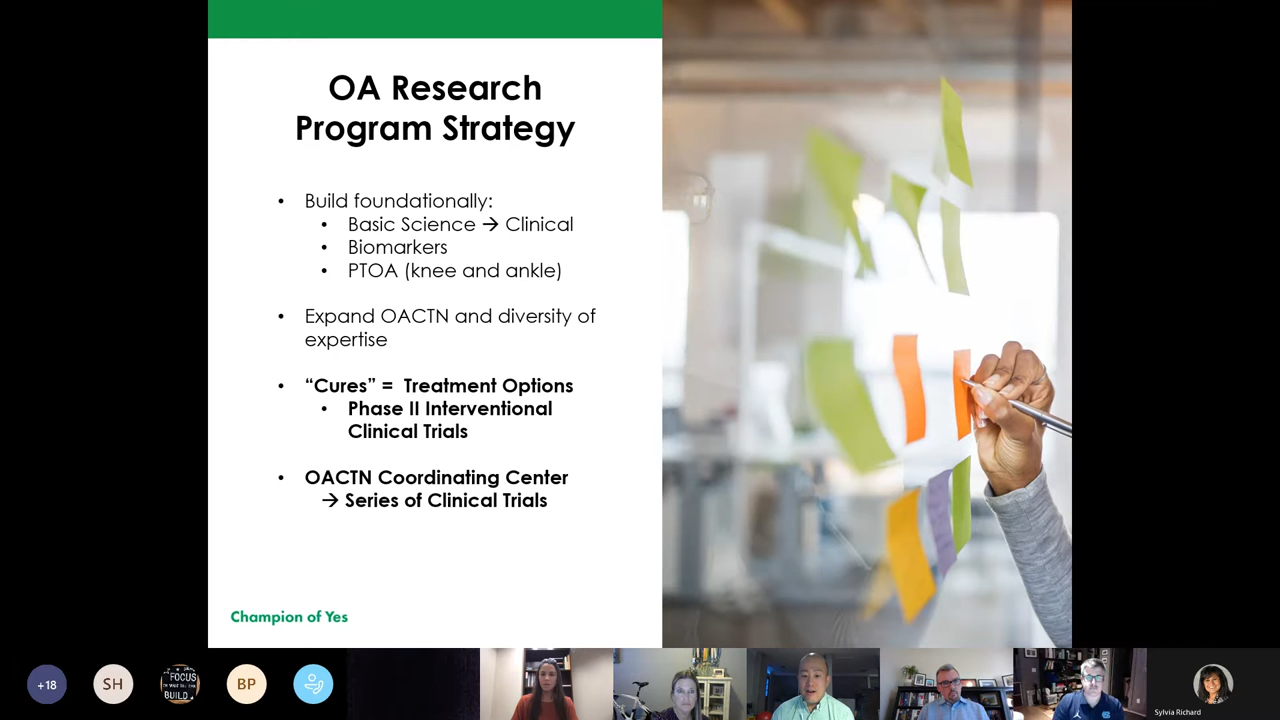 OA Research
Program Strategy
• Build foundationally:
• Basic Science → Clinical
• Biomarkers
• PTOA (knee and ankle)
• Expand OACTN and diversity of
expertise
• “Cures” = Treatment Options
• Phase II Interventional
Clinical Trials
• OACTN Coordinating Center
→ Series of Clinical Trials
Champion of Yes
+18
SH
FOCUS
BUILD
BP
Sylvia Richard